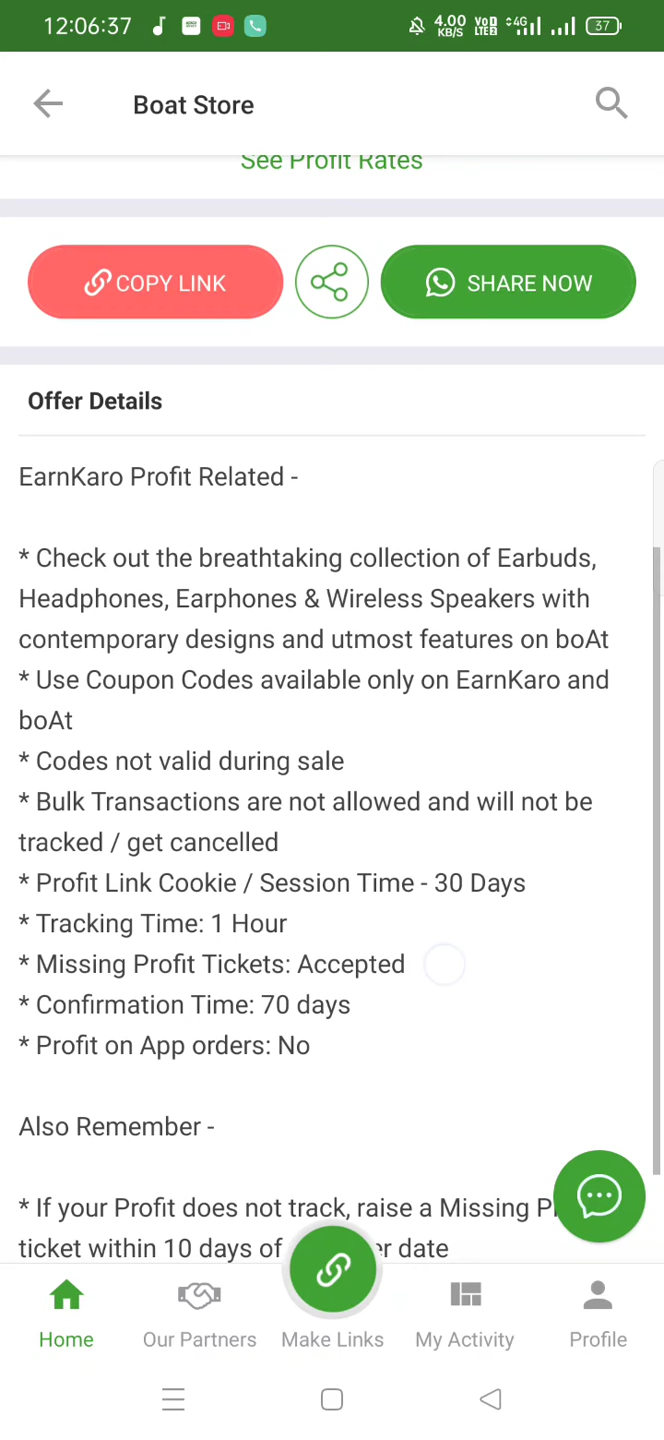 12:06:37 4.00 KB/S VoD LTE2 4G 37
Boat Store
See Profit Rates
COPY LINK SHARE NOW
Offer Details
EarnKaro Profit Related -
* Check out the breathtaking collection of Earbuds,
Headphones, Earphones & Wireless Speakers with
contemporary designs and utmost features on boAt
* Use Coupon Codes available only on EarnKaro and
boAt
* Codes not valid during sale
* Bulk Transactions are not allowed and will not be
tracked / get cancelled
* Profit Link Cookie / Session Time - 30 Days
* Tracking Time: 1 Hour
* Missing Profit Tickets: Accepted
* Confirmation Time: 70 days
* Profit on App orders: No
Also Remember -
* If your Profit does not track, raise a Missing P
ticket within 10 days of er date
Home Our Partners Make Links My Activity Profile